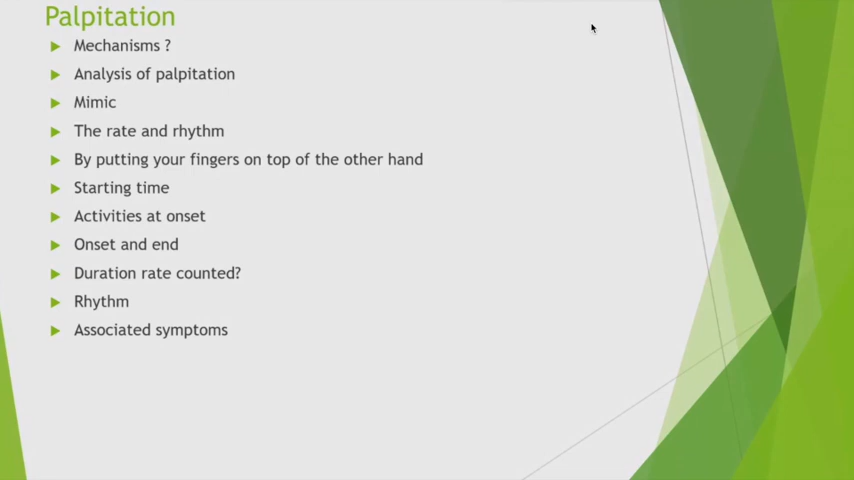 Palpitation
Mechanisms ?
Analysis of palpitation
Mimic
The rate and rhythm
By putting your fingers on top of the other hand
Starting time
Activities at onset
Onset and end
Duration rate counted?
Rhythm
Associated symptoms